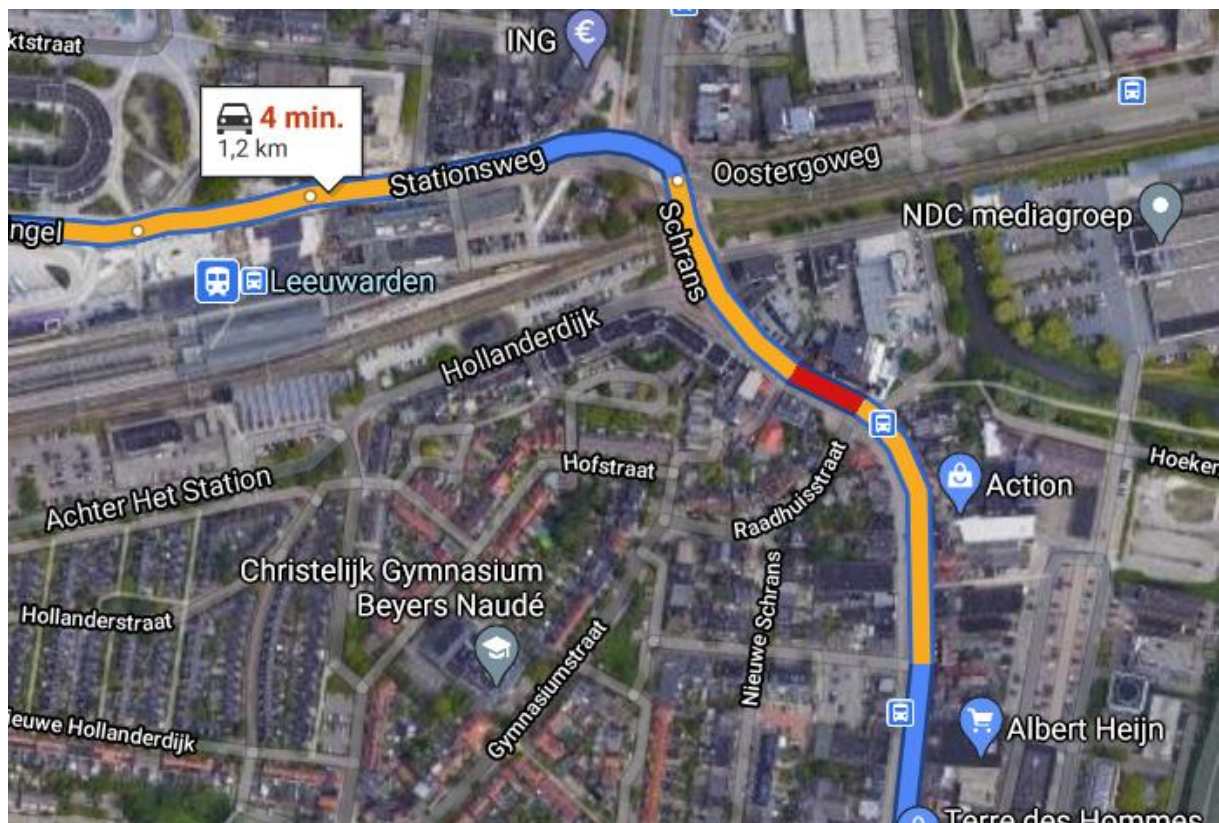 ktstraat
ING
4 min.
1,2 km
Stationsweg
Oostergoweg
ngel
Schrans
NDC mediagroep
Leeuwarden
Hollanderdijk
Hofstraat
Hoeker
Achter Het Station
Raadhuisstraat
Action
Christelijk Gymnasium
Beyers Naudé
Nieuwe Schrans
Hollanderstraat
Gymnasiumstraat
ieuwe Hollanderdijk
Albert Heijn
Terre des Hommes